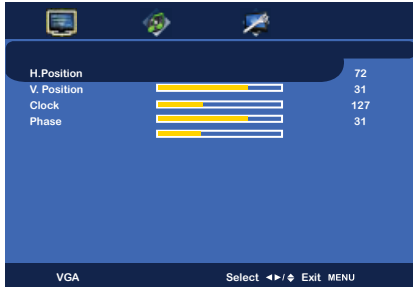 H.Position 72
V. Position 31
Clock 127
Phase 31
VGA Select ◄►/◆ Exit MENU